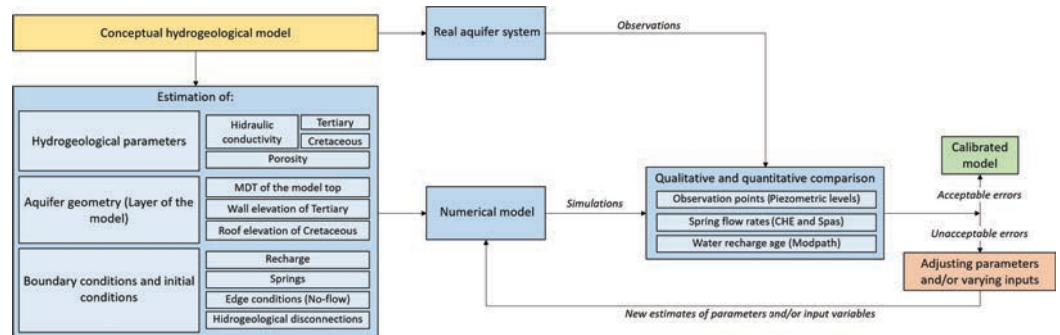 Conceptual hydrogeological model
Real aquifer system
Observations
Estimation of:
Hydrogeological parameters
Hidraulic
conductivity
Tertiary
Cretaceous
Porosity
Aquifer geometry (Layer of the
model)
MDT of the model top
Wall elevation of Tertiary
Roof elevation of Cretaceous
Boundary conditions and initial
conditions
Recharge
Springs
Edge conditions (No-flow)
Hidrogeological disconnections
Numerical model
Simulations
Qualitative and quantitative comparison
Observation points (Piezometric levels)
Spring flow rates (CHE and Spas)
Water recharge age (Modpath)
Calibrated
model
Acceptable errors
Unacceptable errors
Adjusting parameters
and/or varying inputs
New estimates of parameters and/or input variables